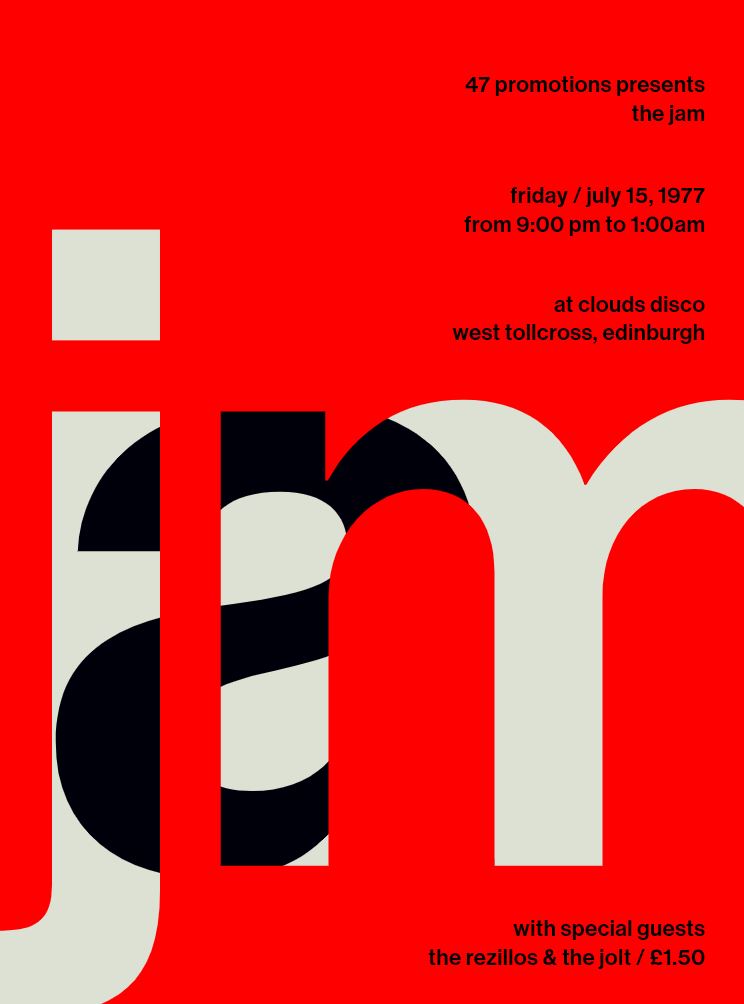 47 promotions presents
the jam
friday / july 15, 1977
from 9:00 pm to 1:00am
at clouds disco
west tollcross, edinburgh
jam
with special guests
the rezillos & the jolt / £1.50